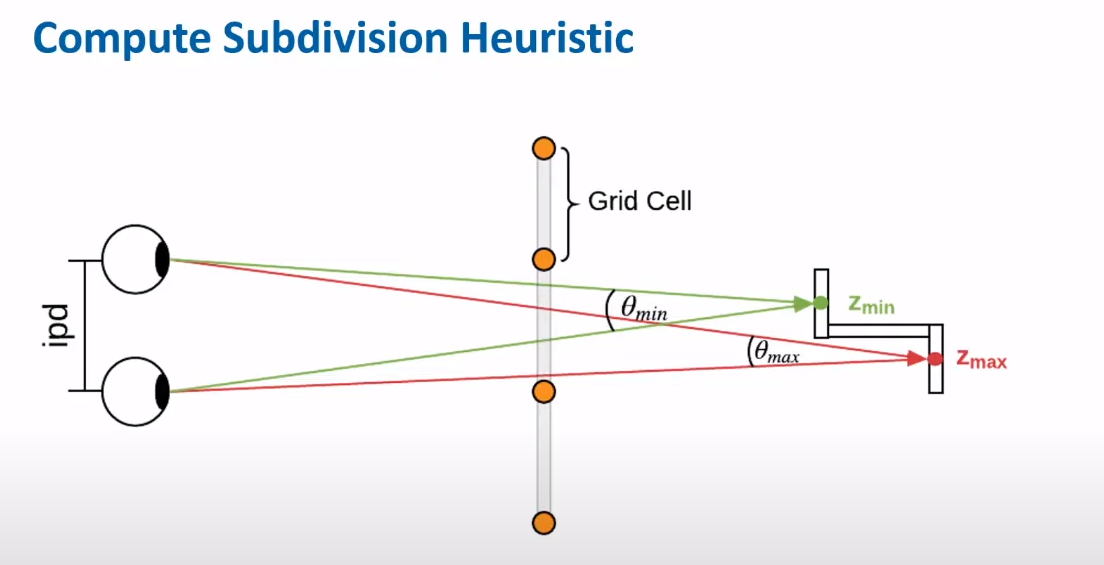 Compute Subdivision Heuristic
Grid Cell
ipd
θmin
zmin
θmax
zmax